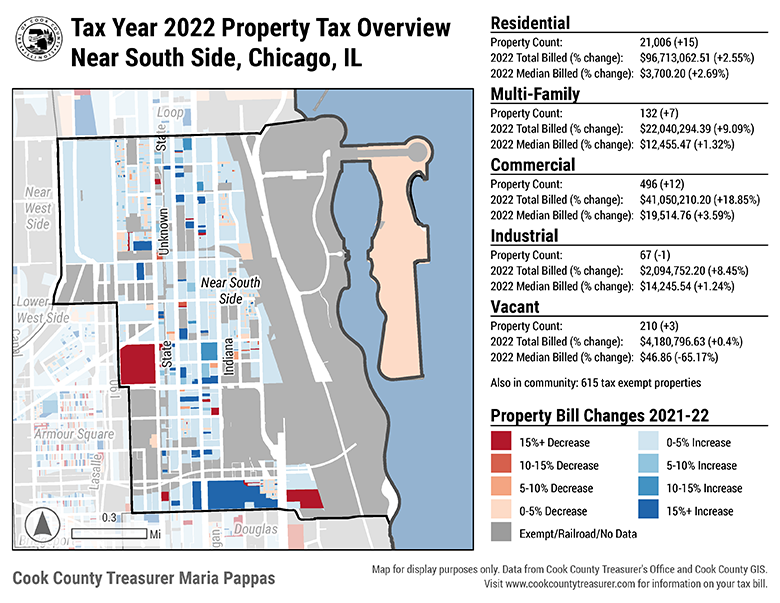 Tax Year 2022 Property Tax Overview
Near South Side, Chicago, IL
Loop
State
Near
West
Side
Unknown
Near South
Side
Lower
West Side
Canal
State
Indiana
Armour Square
Lasalle
Douglas
0.3
Mi
Cook County Treasurer Maria Pappas
Residential
Property Count: 21,006 (+15)
2022 Total Billed (% change): $96,713,062.51 (+2.55%)
2022 Median Billed (% change): $3,700.20 (+2.69%)
Multi-Family
Property Count: 132 (+7)
2022 Total Billed (% change): $22,040,294.39 (+9.09%)
2022 Median Billed (% change): $12,455.47 (+1.32%)
Commercial
Property Count: 496 (+12)
2022 Total Billed (% change): $41,050,210.20 (+18.85%)
2022 Median Billed (% change): $19,514.76 (+3.59%)
Industrial
Property Count: 67 (-1)
2022 Total Billed (% change): $2,094,752.20 (+8.45%)
2022 Median Billed (% change): $14,245.54 (+1.24%)
Vacant
Property Count: 210 (+3)
2022 Total Billed (% change): $4,180,796.63 (+0.4%)
2022 Median Billed (% change): $46.86 (-65.17%)
Also in community: 615 tax exempt properties
Property Bill Changes 2021-22
15%+ Decrease
10-15% Decrease
5-10% Decrease
0-5% Decrease
Exempt/Railroad/No Data
0-5% Increase
5-10% Increase
10-15% Increase
15%+ Increase
Map for display purposes only. Data from Cook County Treasurer's Office and Cook County GIS.
Visit www.cookcountytreasurer.com for information on your tax bill.